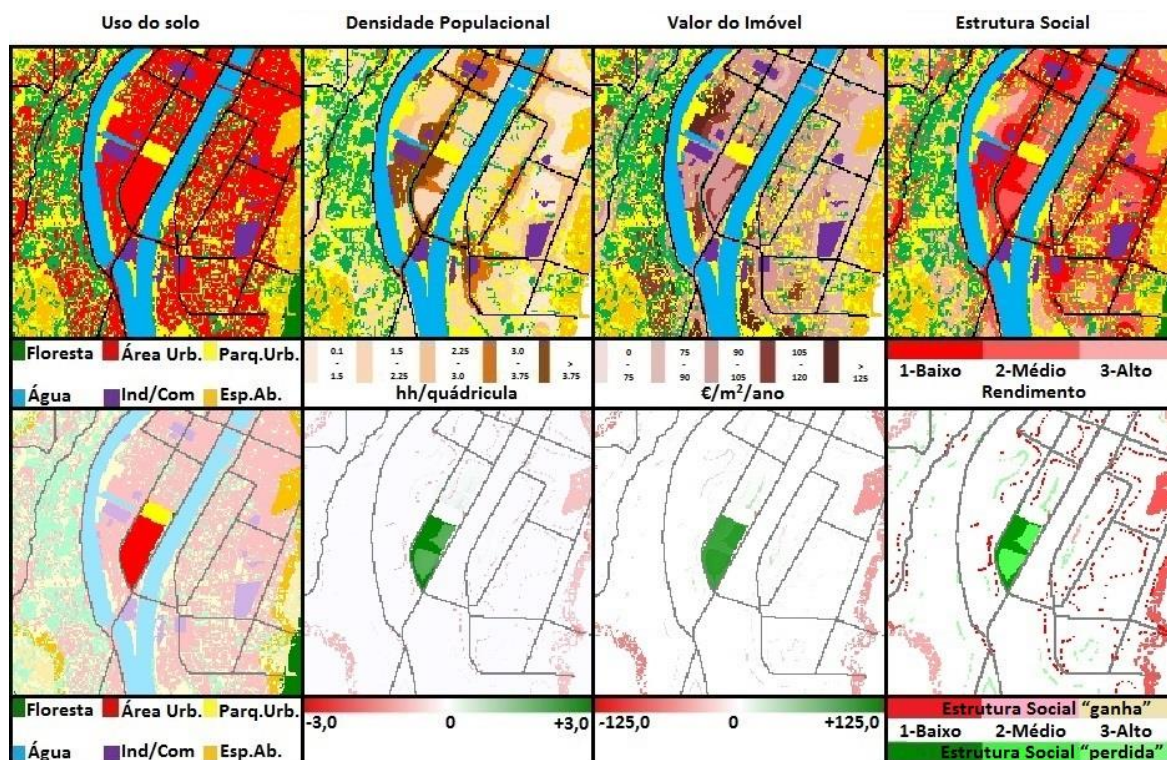 Uso do solo
Densidade Populacional
Valor do Imóvel
Estrutura Social
Floresta Área Urb. Parq.Urb.
Água Ind/Com Esp.Ab.
0.1 - 1.5
1.5 - 2.25
2.25 - 3.0
3.0 - 3.75
> 3.75
hh/quádricula
0 - 75
75 - 90
90 - 105
105 - 120
> 125
€/m²/ano
1-Baixo 2-Médio 3-Alto
Rendimento
Floresta Área Urb. Parq.Urb.
Água Ind/Com Esp.Ab.
-3,0 0 +3,0
-125,0 0 +125,0
Estrutura Social “ganha”
1-Baixo 2-Médio 3-Alto
Estrutura Social “perdida”